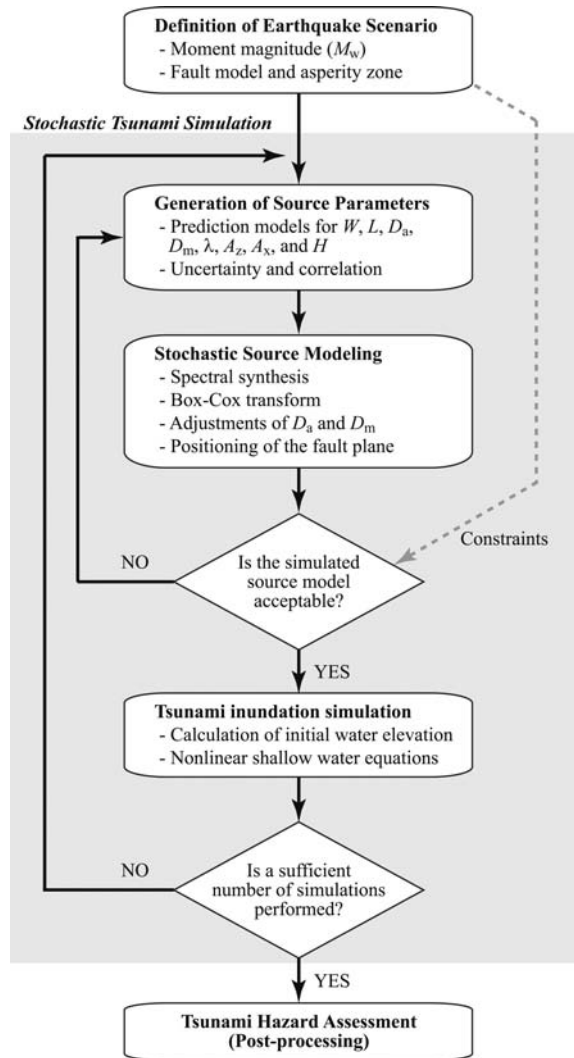 Definition of Earthquake Scenario
- Moment magnitude (Mw)
- Fault model and asperity zone
Stochastic Tsunami Simulation
Generation of Source Parameters
- Prediction models for W, L, Da,
Dm, λ, Az, Ax, and H
- Uncertainty and correlation
Stochastic Source Modeling
- Spectral synthesis
- Box-Cox transform
- Adjustments of Da and Dm
- Positioning of the fault plane
Constraints
NO
Is the simulated
source model
acceptable?
YES
Tsunami inundation simulation
- Calculation of initial water elevation
- Nonlinear shallow water equations
NO
Is a sufficient
number of simulations
performed?
YES
Tsunami Hazard Assessment
(Post-processing)